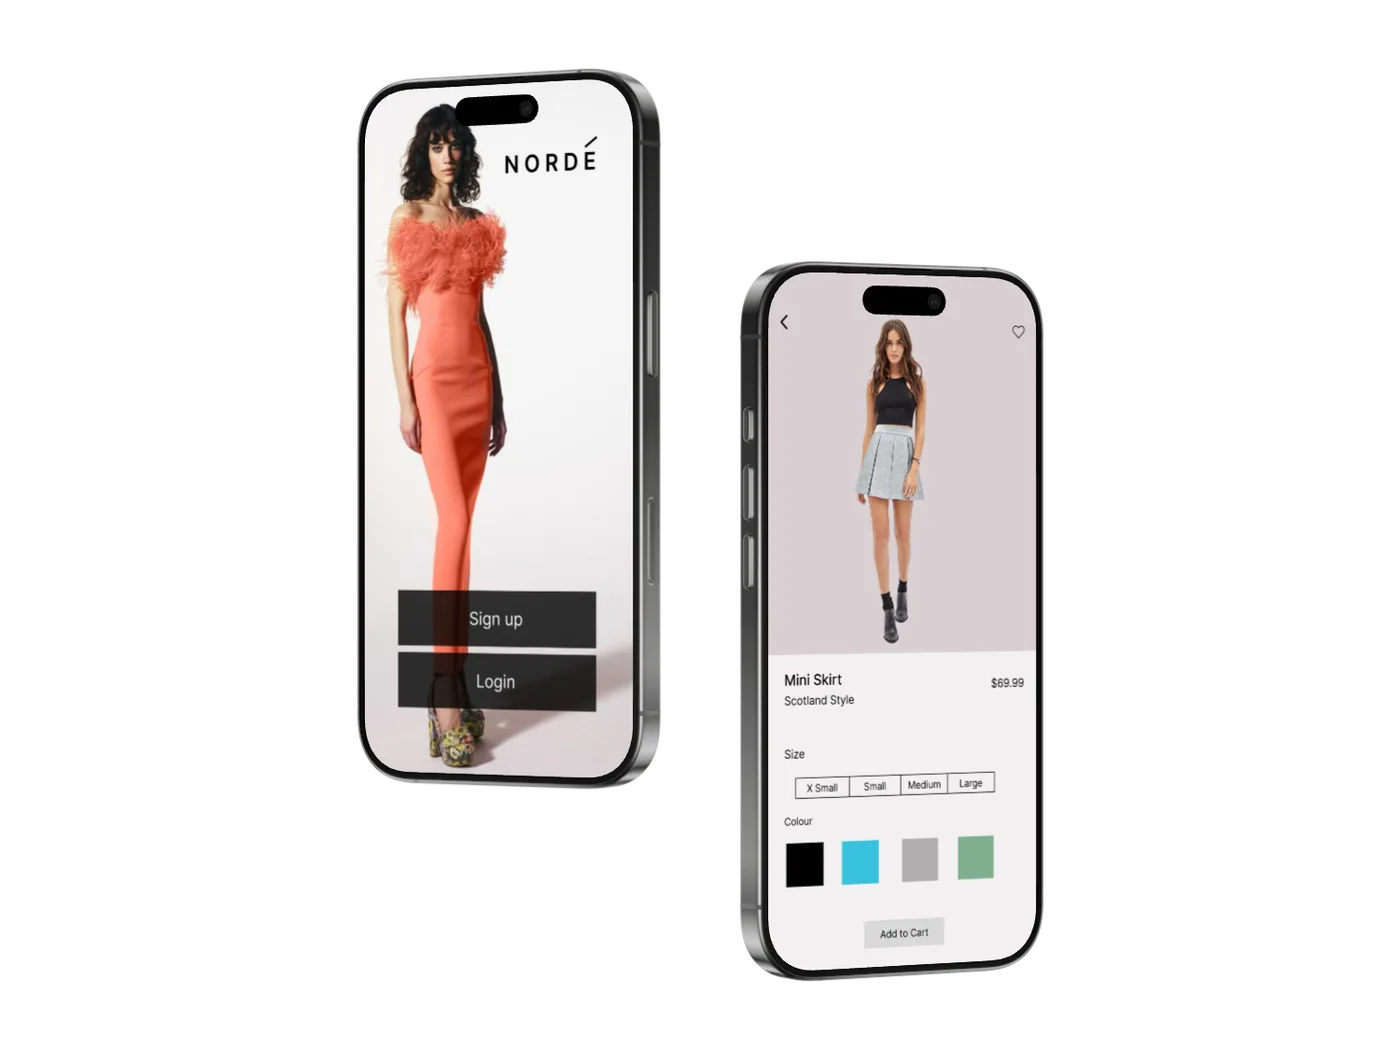 NORDÉ
Sign up
Login
Mini Skirt
$69.99
Scotland Style
Size
X Small Small Medium Large
Colour
Add to Cart